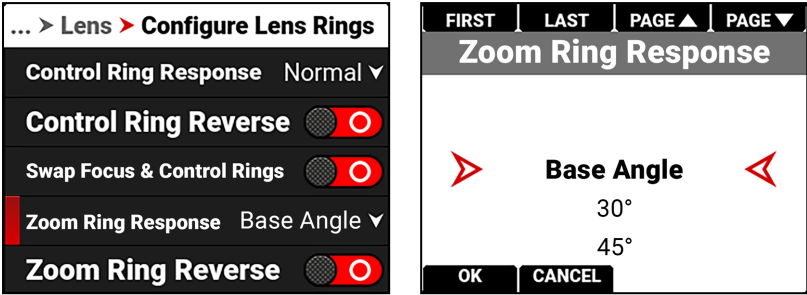 ... > Lens > Configure Lens Rings
Control Ring Response Normal
Control Ring Reverse
Swap Focus & Control Rings
Zoom Ring Response Base Angle
Zoom Ring Reverse
FIRST LAST PAGE▲ PAGE▼
Zoom Ring Response
Base Angle
30°
45°
OK CANCEL